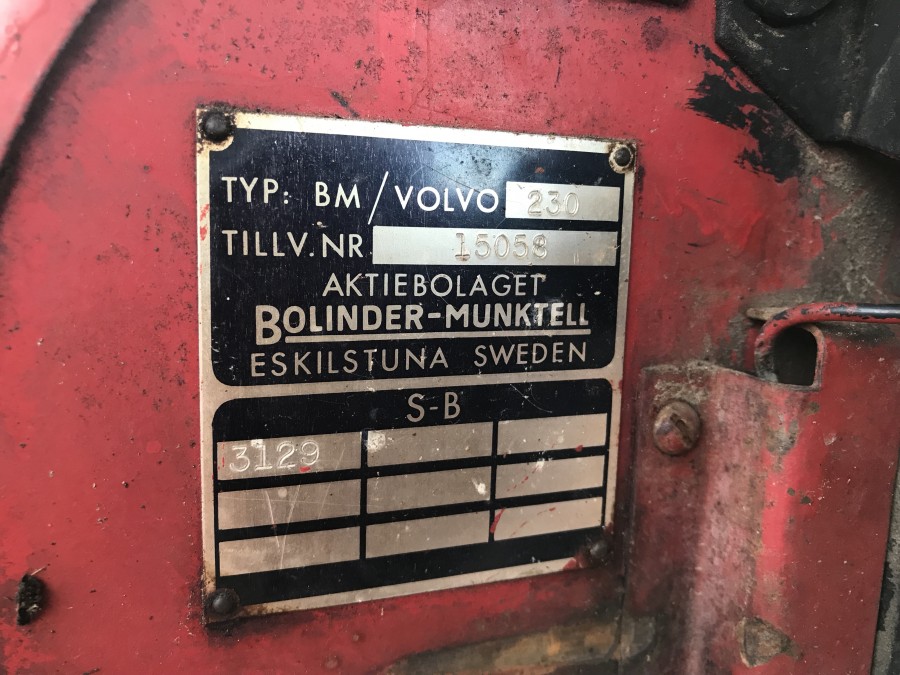 TYP: BM/VOLVO 230
TILLV.NR 15058
AKTIEBOLAGET
BOLINDER-MUNKTELL
ESKILSTUNA SWEDEN
S-B
3129